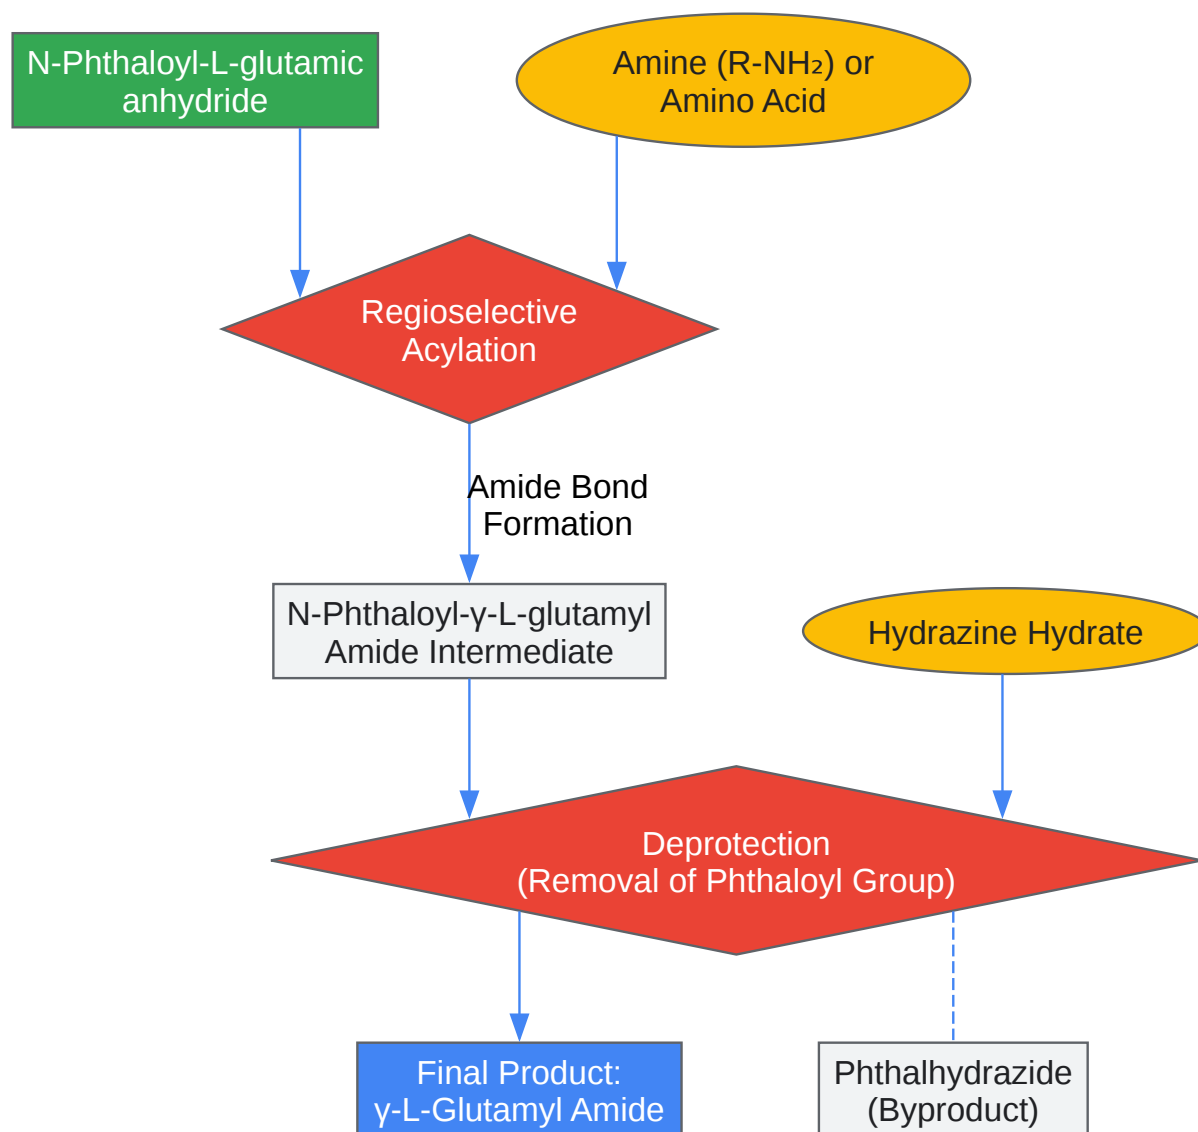 N-Phthaloyl-L-glutamic
anhydride
Amine (R-NH₂) or
Amino Acid
Regioselective
Acylation
Amide Bond
Formation
N-Phthaloyl-γ-L-glutamyl
Amide Intermediate
Hydrazine Hydrate
Deprotection
(Removal of Phthaloyl Group)
Final Product:
γ-L-Glutamyl Amide
Phthalhydrazide
(Byproduct)